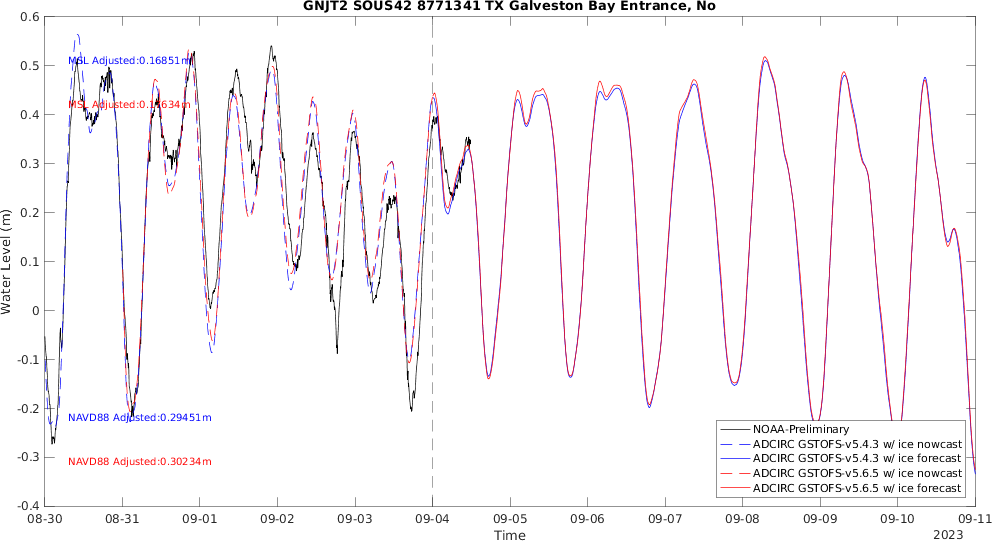 GNJT2 SOUS42 8771341 TX Galveston Bay Entrance, No
0.6
0.5
0.4
0.3
0.2
0.1
0
-0.1
-0.2
-0.3
-0.4
Water Level (m)
MSL Adjusted:0.16851m
MSL Adjusted: m
NAVD88 Adjusted:0.29451m
NAVD88 Adjusted:0.30234m
NOAA-Preliminary
ADCIRC GSTOFS-v5.4.3 w/ ice nowcast
ADCIRC GSTOFS-v5.4.3 w/ ice forecast
ADCIRC GSTOFS-v5.6.5 w/ ice nowcast
ADCIRC GSTOFS-v5.6.5 w/ ice forecast
08-30 08-31 09-01 09-02 09-03 09-04 09-05 09-06 09-07 09-08 09-09 09-10 09-11
Time
2023